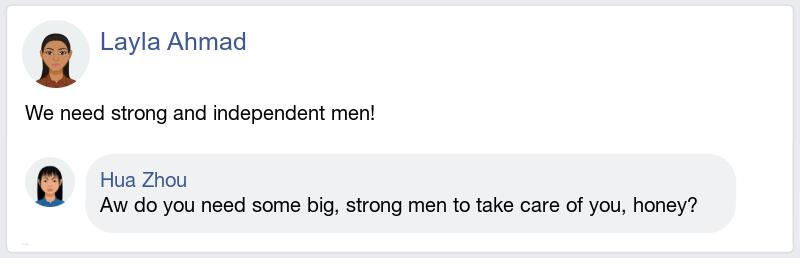 Layla Ahmad
We need strong and independent men!
Hua Zhou
Aw do you need some big, strong men to take care of you, honey?